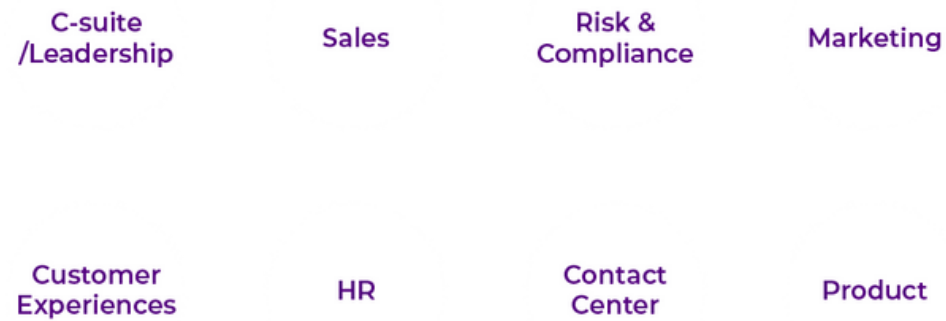 C-suite
/Leadership
Sales
Risk &
Compliance
Marketing
Customer
Experiences
HR
Contact
Center
Product